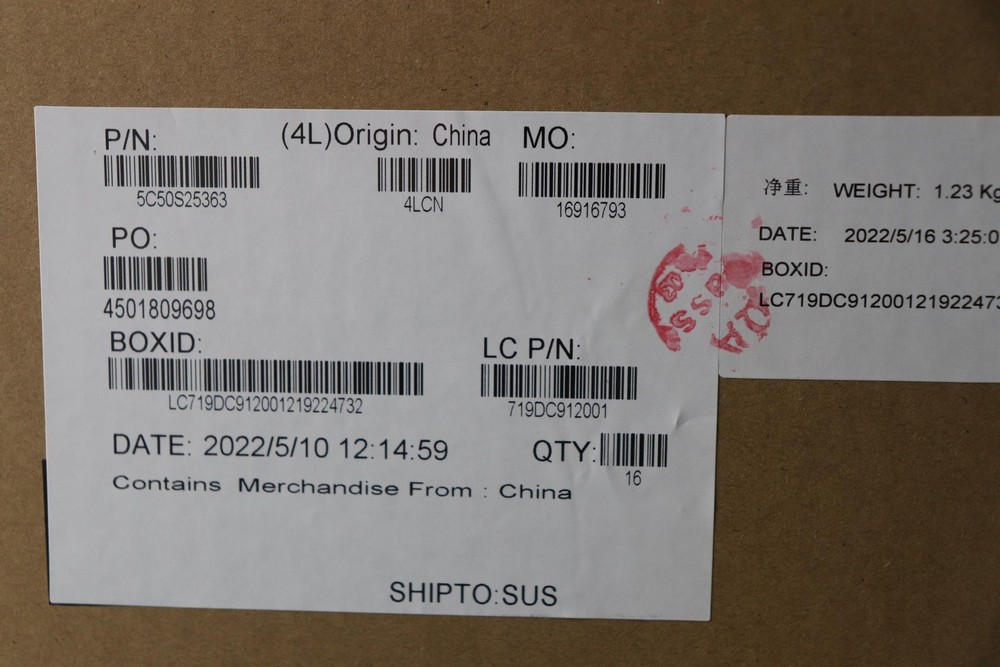 P/N: (4L)Origin: China MO:
5C50S25363 4LCN 16916793
PO:
4501809698
BOXID: LC P/N:
LC719DC912001219224732 719DC912001
DATE: 2022/5/10 12:14:59 QTY:
16
Contains Merchandise From : China
SHIPTO:SUS
净重: WEIGHT: 1.23 Kg
DATE: 2022/5/16 3:25:0
BOXID:
LC719DC91200121922473
QA
PASS